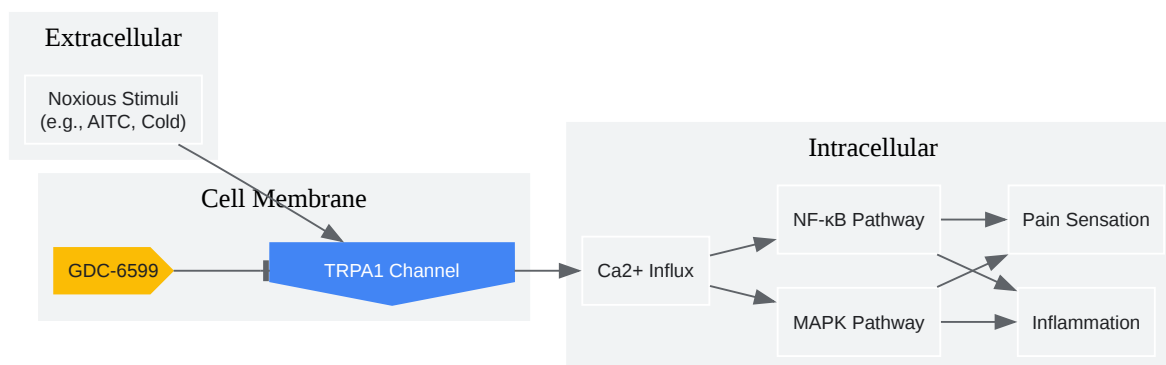 Extracellular
Noxious Stimuli
(e.g., AITC, Cold)
Cell Membrane
GDC-6599
TRPA1 Channel
Intracellular
Ca2+ Influx
NF-κB Pathway
Pain Sensation
MAPK Pathway
Inflammation